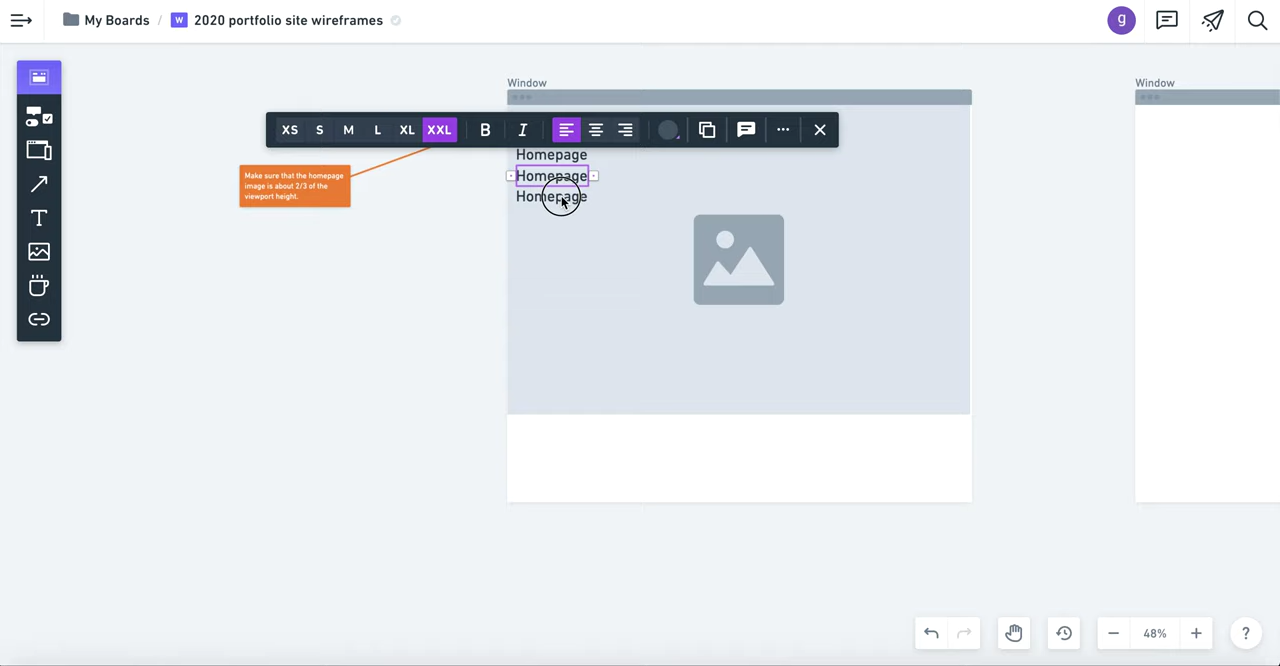 My Boards / W 2020 portfolio site wireframes
g
Window
Window
XS S M L XL XXL B I
Homepage
Homepage
Homepage
Make sure that the homepage
image is about 2/3 of the
viewport height.
T
48%
?